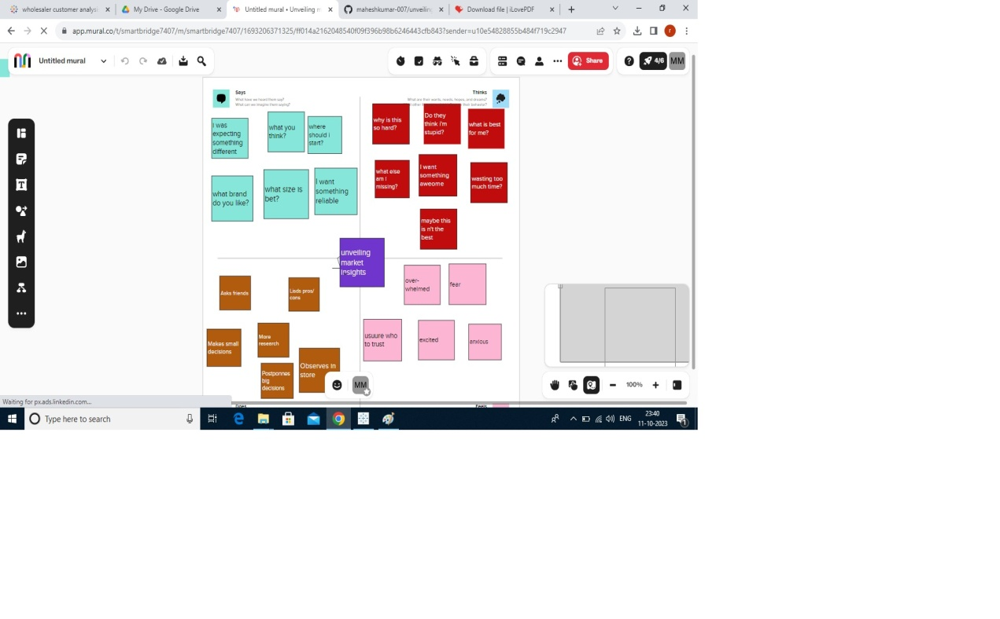 wholesaler customer analysi
My Drive - Google Drive
Untitled mural • Unveiling m
maheshkumar-007/unveiling
Download file | iLovePDF
app.mural.co/t/smartbridge7407/m/smartbridge7407/1693206371325/ff014a2162048540f09f396b98b6246443cfb843?sender=u10e54828855b484f719c2947
r
Untitled mural
Share
4/6
MM
Says
What have we heard them say?
What can we imagine them saying?
Thinks
What are their wants, needs, hopes, and dreams?
their behavior?
I was
expecting
something
different
what you
think?
where
should i
start?
what brand
do you like?
what size is
bet?
I want
something
reliable
why is this
so hard?
Do they
think i'm
stupid?
what is best
for me?
what else
am I
missing?
I want
something
aweome
wasting too
much time?
maybe this
is n't the
best
unveiling
market
insights
Asks friends
Lisds pros/
cons
Makes small
decisions
More
research
Postponnes
big
decisions
Observes in
store
over-
whelmed
fear
usuure who
to trust
excited
anxious
MM
100%
Does
Feels
Waiting for px.ads.linkedin.com...
Type here to search
ENG
23:40
11-10-2023
1